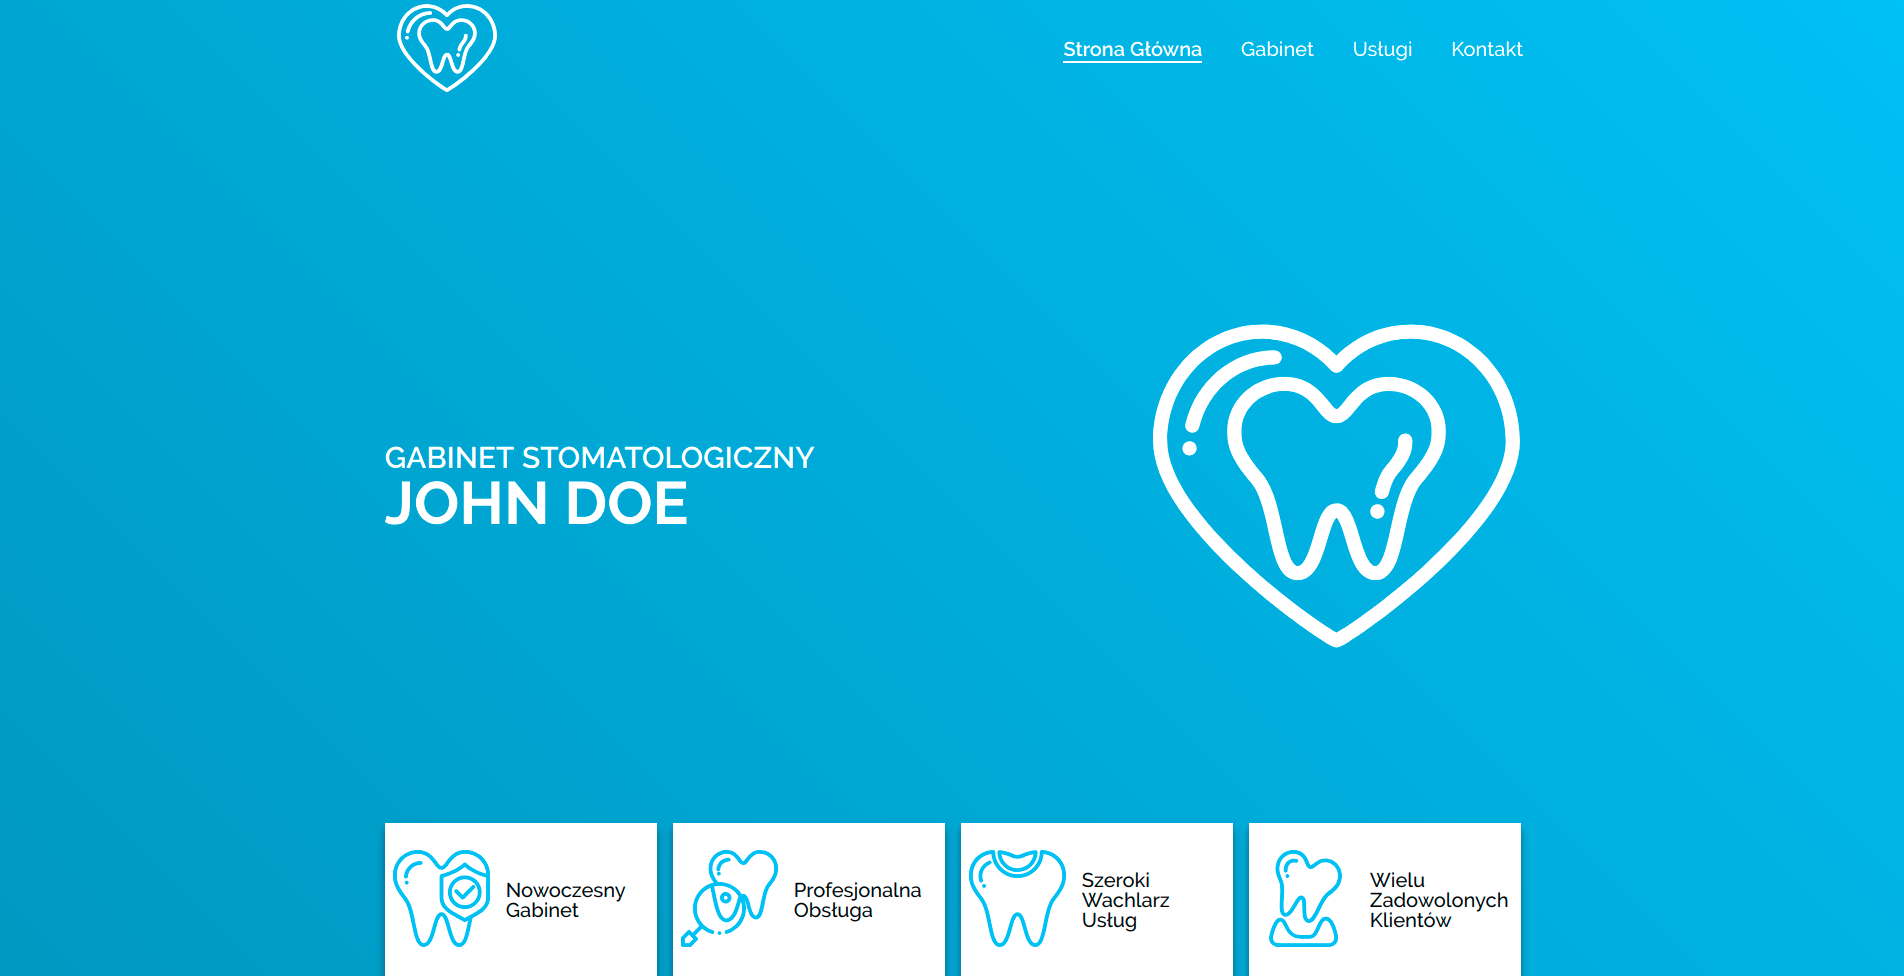 Strona Główna Gabinet Usługi Kontakt
GABINET STOMATOLOGICZNY
JOHN DOE
Nowoczesny
Gabinet
Profesjonalna
Obsługa
Szeroki
Wachlarz
Usług
Wielu
Zadowolonych
Klientów